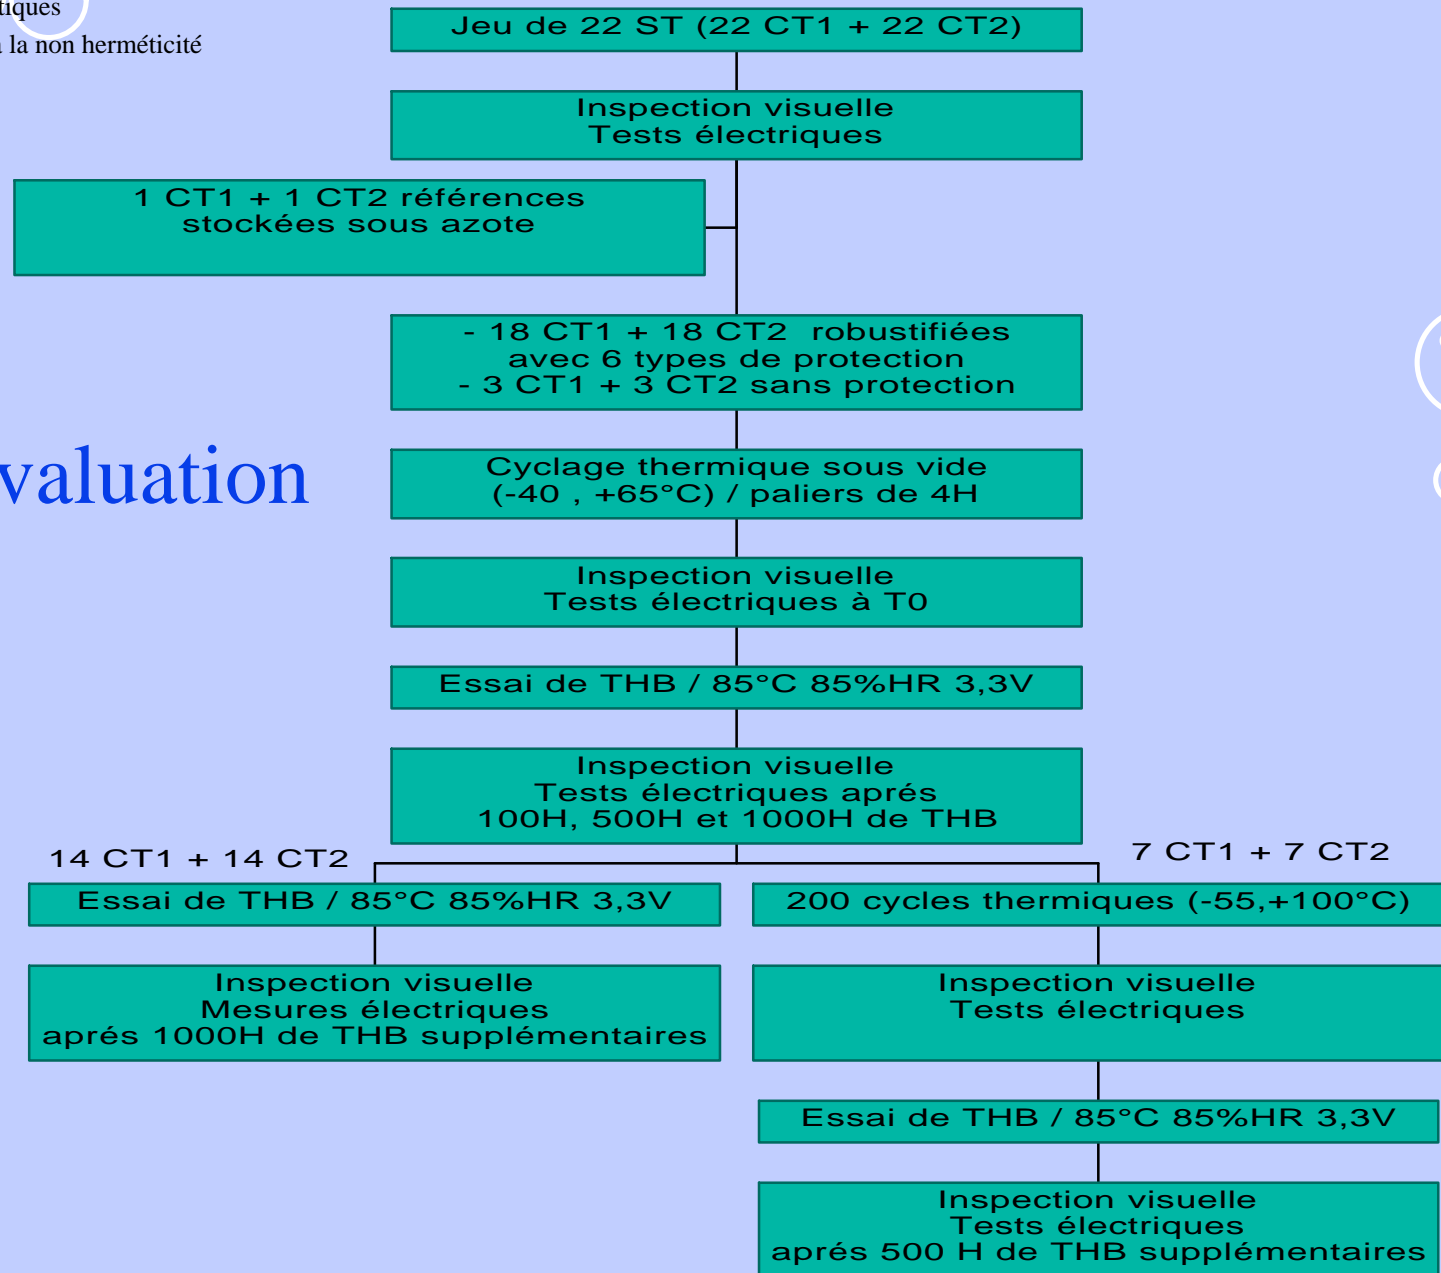 à la non herméticité
Jeu de 22 ST (22 CT1 + 22 CT2)
Inspection visuelle
Tests électriques
1 CT1 + 1 CT2 références
stockées sous azote
- 18 CT1 + 18 CT2 robustifiées
avec 6 types de protection
- 3 CT1 + 3 CT2 sans protection
valuation
Cyclage thermique sous vide
(-40 , +65°C) / paliers de 4H
Inspection visuelle
Tests électriques à T0
Essai de THB / 85°C 85%HR 3,3V
Inspection visuelle
Tests électriques aprés
100H, 500H et 1000H de THB
14 CT1 + 14 CT2
7 CT1 + 7 CT2
Essai de THB / 85°C 85%HR 3,3V
200 cycles thermiques (-55,+100°C)
Inspection visuelle
Mesures électriques
aprés 1000H de THB supplémentaires
Inspection visuelle
Tests électriques
Essai de THB / 85°C 85%HR 3,3V
Inspection visuelle
Tests électriques
aprés 500 H de THB supplémentaires